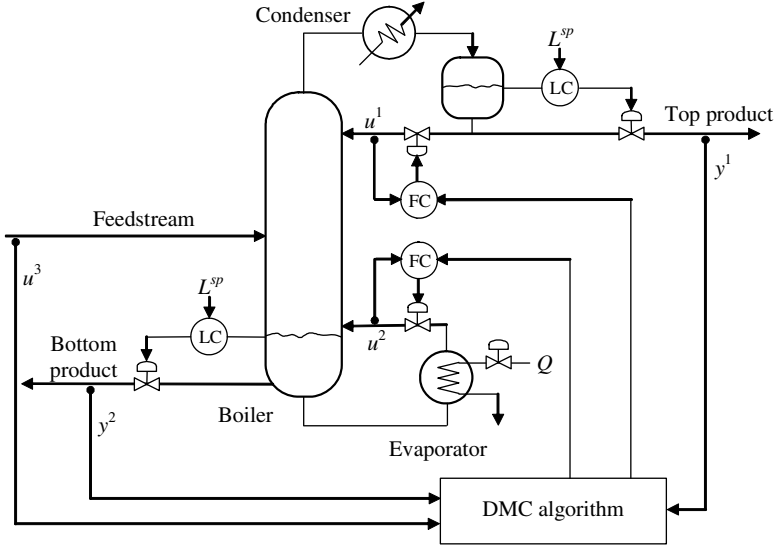 Condenser
L^{sp}
LC
Top product
u^1
y^1
FC
Feedstream
FC
u^3
L^{sp}
LC
u^2
Bottom
product
Q
y^2
Boiler
Evaporator
DMC algorithm